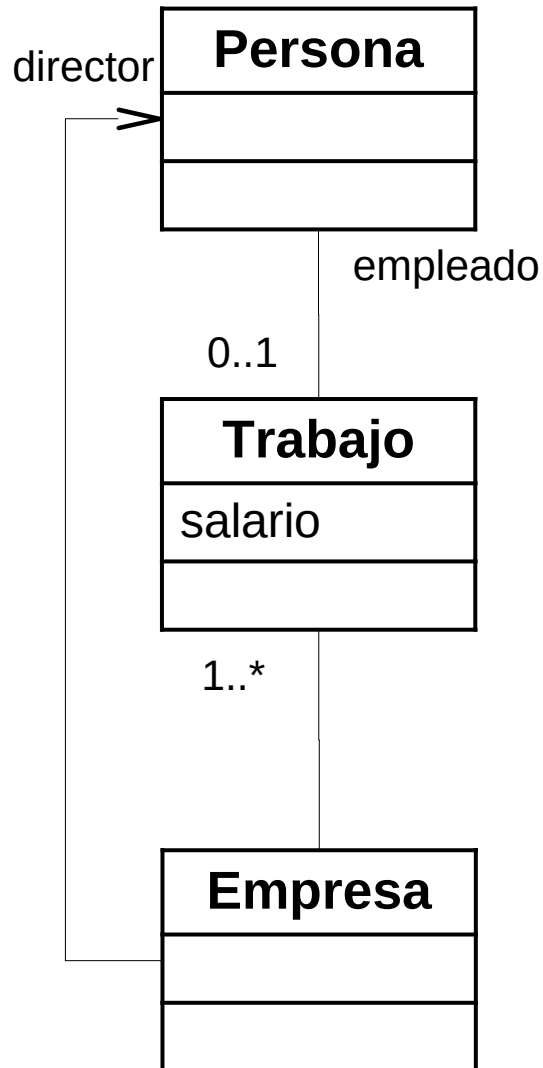 Persona
director
empleado
0..1
Trabajo
salario
1..*
Empresa